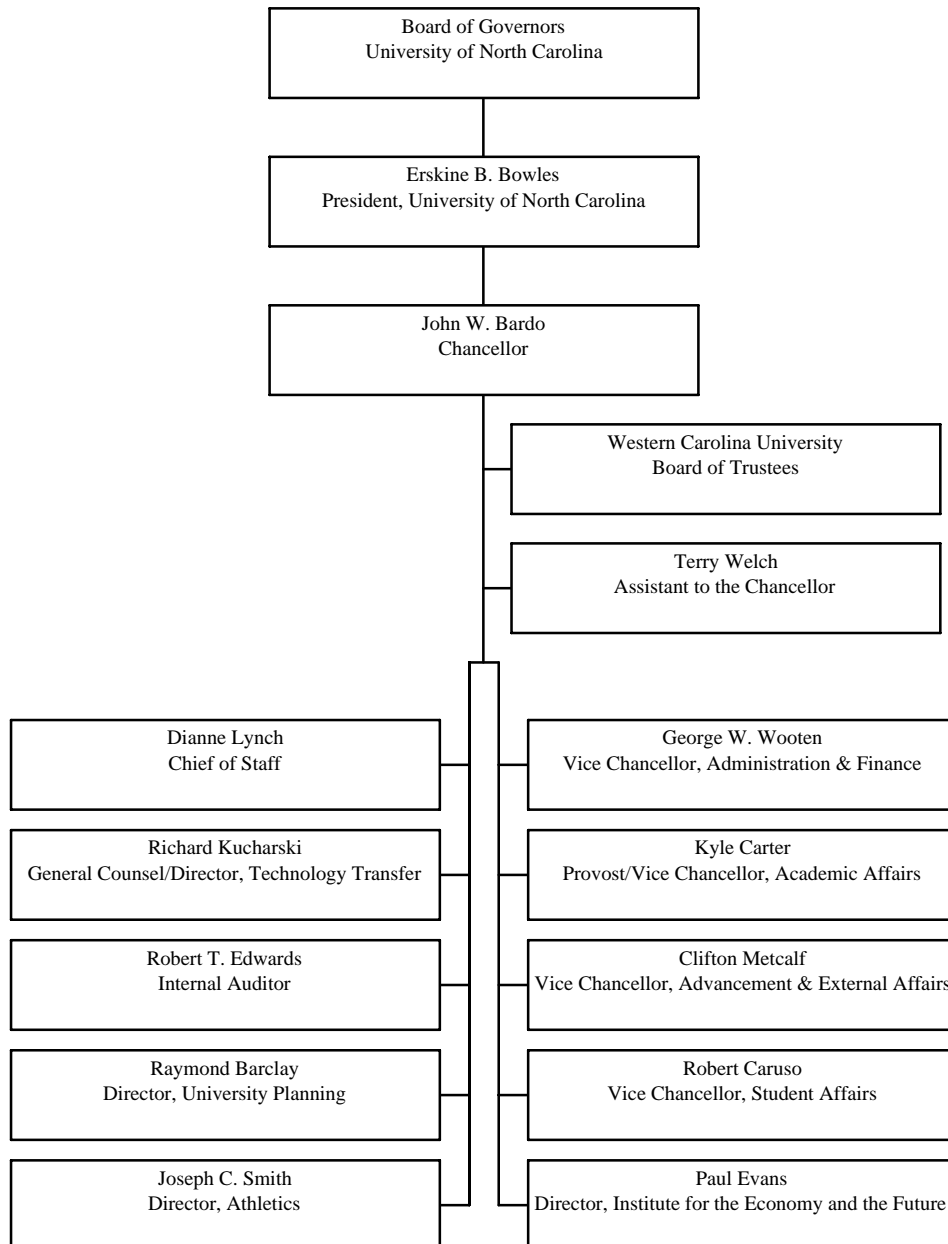 Board of Governors
University of North Carolina
Erskine B. Bowles
President, University of North Carolina
John W. Bardo
Chancellor
Western Carolina University
Board of Trustees
Terry Welch
Assistant to the Chancellor
Dianne Lynch
Chief of Staff
George W. Wooten
Vice Chancellor, Administration & Finance
Richard Kucharski
General Counsel/Director, Technology Transfer
Kyle Carter
Provost/Vice Chancellor, Academic Affairs
Robert T. Edwards
Internal Auditor
Clifton Metcalf
Vice Chancellor, Advancement & External Affairs
Raymond Barclay
Director, University Planning
Robert Caruso
Vice Chancellor, Student Affairs
Joseph C. Smith
Director, Athletics
Paul Evans
Director, Institute for the Economy and the Future